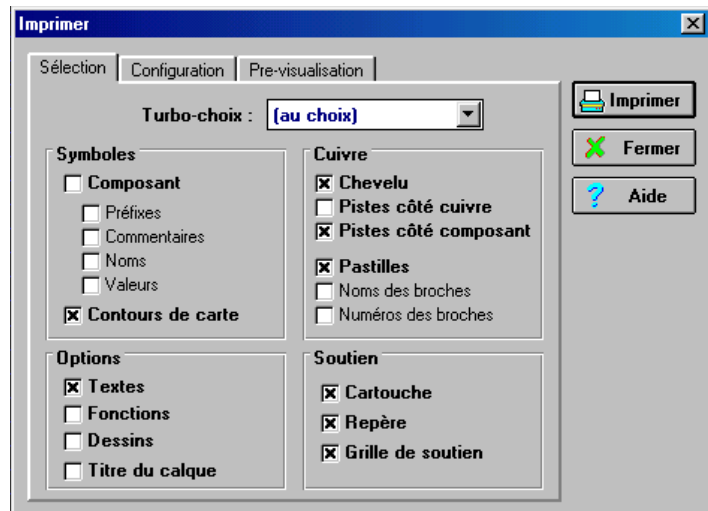 Imprimer
Sélection
Configuration
Pre-visualisation
Turbo-choix :
(au choix)
Imprimer
Fermer
Aide
Symboles
Composant
Préfixes
Commentaires
Noms
Valeurs
Contours de carte
Cuivre
Chevelu
Pistes côté cuivre
Pistes côté composant
Pastilles
Noms des broches
Numéros des broches
Options
Textes
Fonctions
Dessins
Titre du calque
Soutien
Cartouche
Repère
Grille de soutien